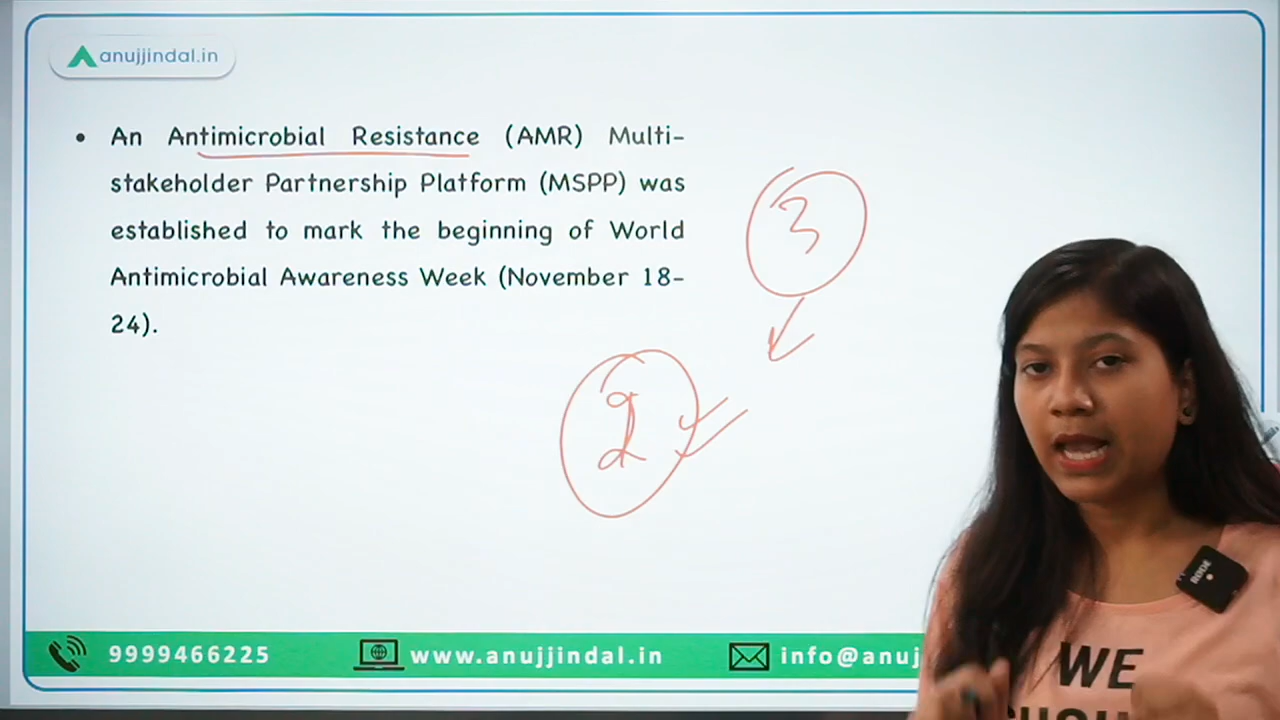 anujjindal.in
• An Antimicrobial Resistance (AMR) Multi-
stakeholder Partnership Platform (MSPP) was
established to mark the beginning of World
Antimicrobial Awareness Week (November 18-
24).
3
2
RØDE
WE
9999466225
www.anujjindal.in
info@anuj